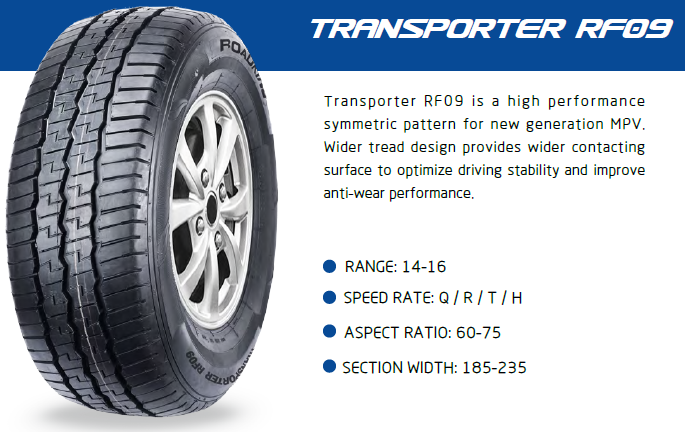 TRANSPORTER RF09
Transporter RF09 is a high performance
symmetric pattern for new generation MPV.
Wider tread design provides wider contacting
surface to optimize driving stability and improve
anti-wear performance.
RANGE: 14-16
SPEED RATE: Q / R / T / H
ASPECT RATIO: 60-75
SECTION WIDTH: 185-235
TRANSPORTER RF09